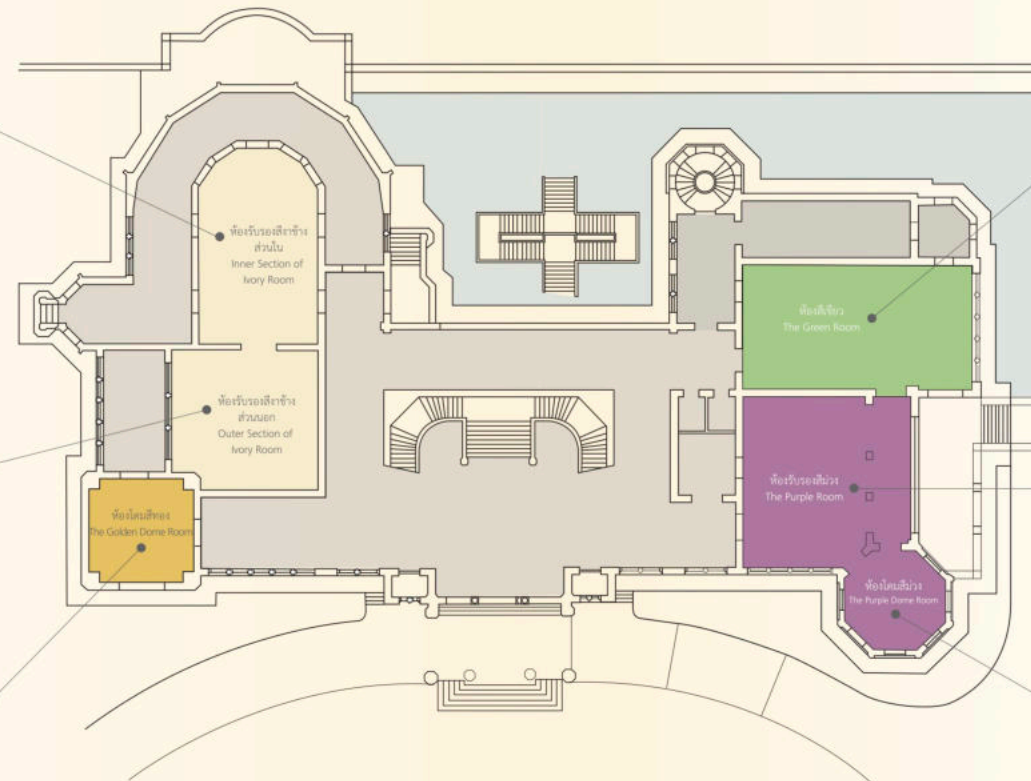 ห้องรับรองสีงาช้าง
ส่วนใน
Inner Section of
Ivory Room
ห้องสีเขียว
The Green Room
ห้องรับรองสีงาช้าง
ส่วนนอก
Outer Section of
Ivory Room
ห้องรับรองสีม่วง
The Purple Room
ห้องโดมสีทอง
The Golden Dome Room
ห้องโดมสีม่วง
The Purple Dome Room